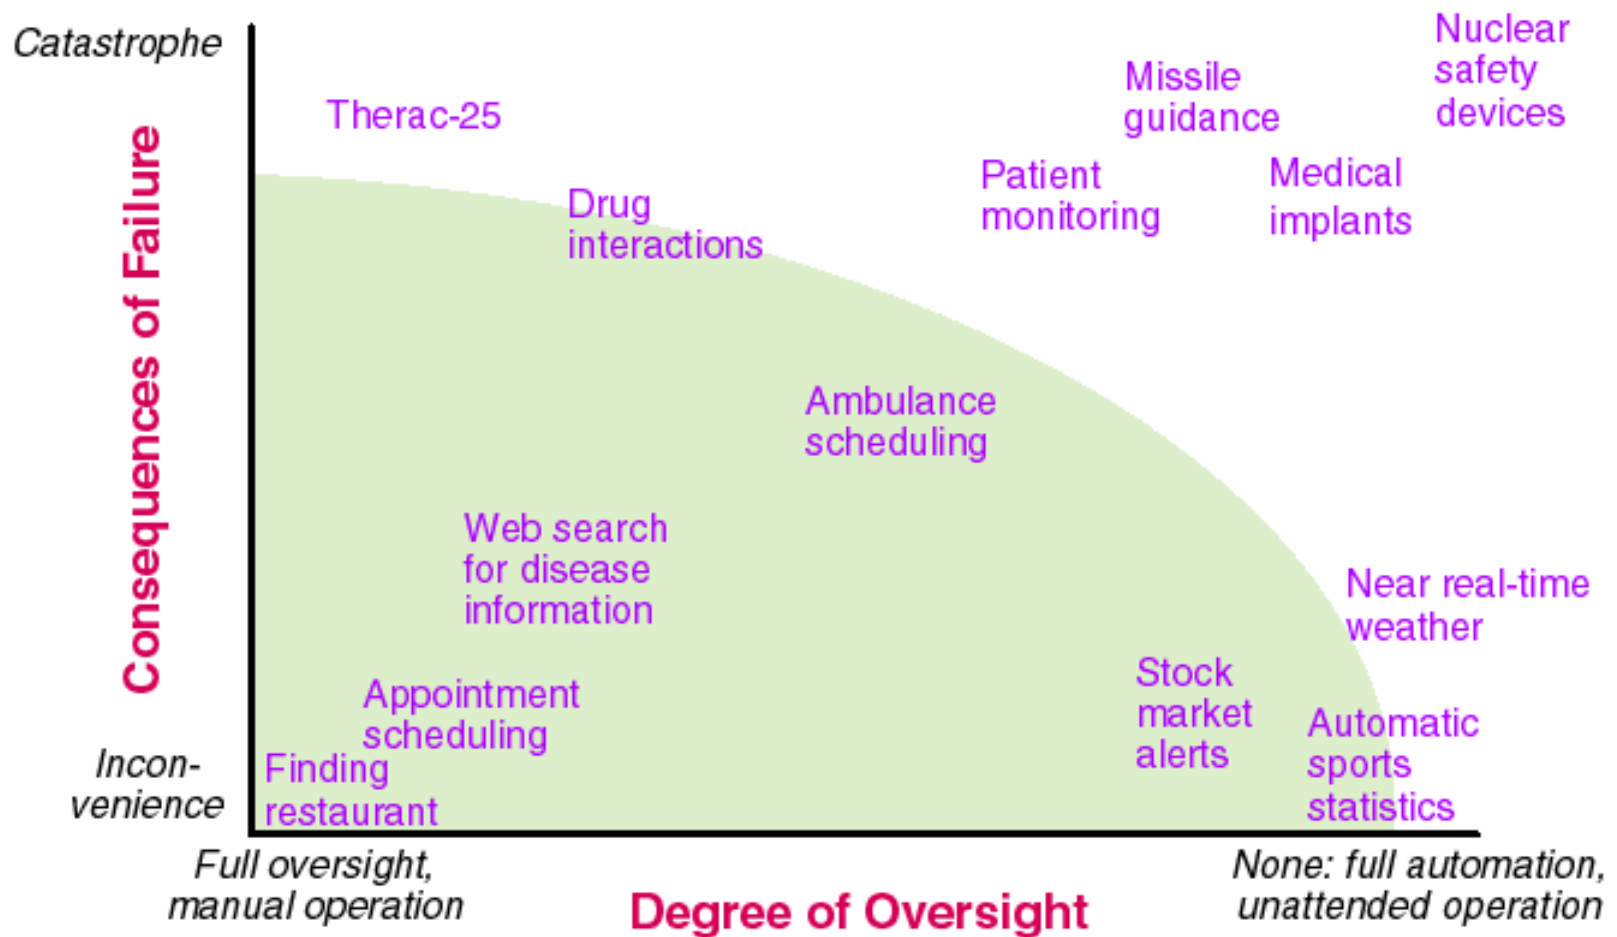 Catastrophe
Consequences of Failure
Incon-
venience
Therac-25
Drug
interactions
Missile
guidance
Nuclear
safety
devices
Patient
monitoring
Medical
implants
Ambulance
scheduling
Web search
for disease
information
Near real-time
weather
Appointment
scheduling
Stock
market
alerts
Automatic
sports
statistics
Finding
restaurant
Full oversight,
manual operation
Degree of Oversight
None: full automation,
unattended operation